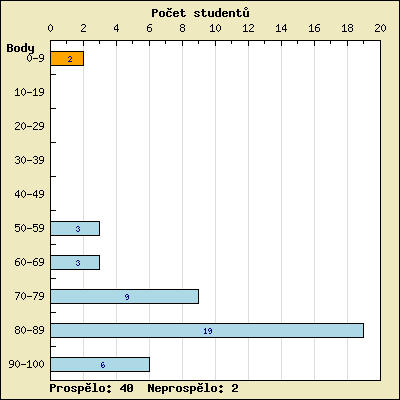 Počet studentů
0 2 4 6 8 10 12 14 16 18 20
Body
0-9 2
10-19
20-29
30-39
40-49
50-59 3
60-69 3
70-79 9
80-89 19
90-100 6
Prospělo: 40 Neprospělo: 2